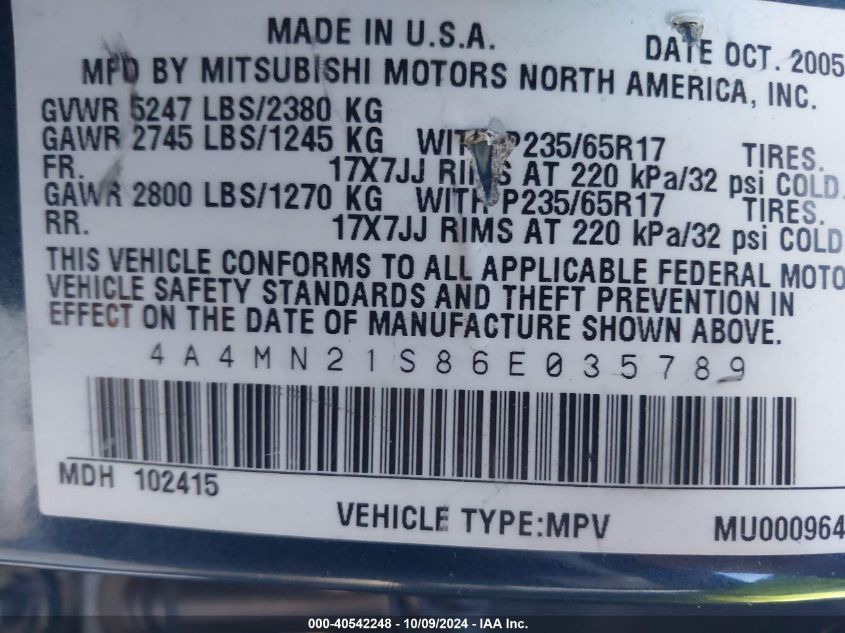 MADE IN U.S.A.
DATE OCT. 2005
MFD BY MITSUBISHI MOTORS NORTH AMERICA, INC.
GVWR 5247 LBS/2380 KG
GAWR 2745 LBS/1245 KG WITH P235/65R17 TIRES.
FR. 17X7JJ RIMS AT 220 kPa/32 psi COLD.
GAWR 2800 LBS/1270 KG WITH P235/65R17 TIRES.
RR. 17X7JJ RIMS AT 220 kPa/32 psi COLD
THIS VEHICLE CONFORMS TO ALL APPLICABLE FEDERAL MOTO
VEHICLE SAFETY STANDARDS AND THEFT PREVENTION IN
EFFECT ON THE DATE OF MANUFACTURE SHOWN ABOVE.
4A4MN21S86E035789
MDH 102415
VEHICLE TYPE:MPV MU000964
000-40542248 - 10/09/2024 - IAA Inc.